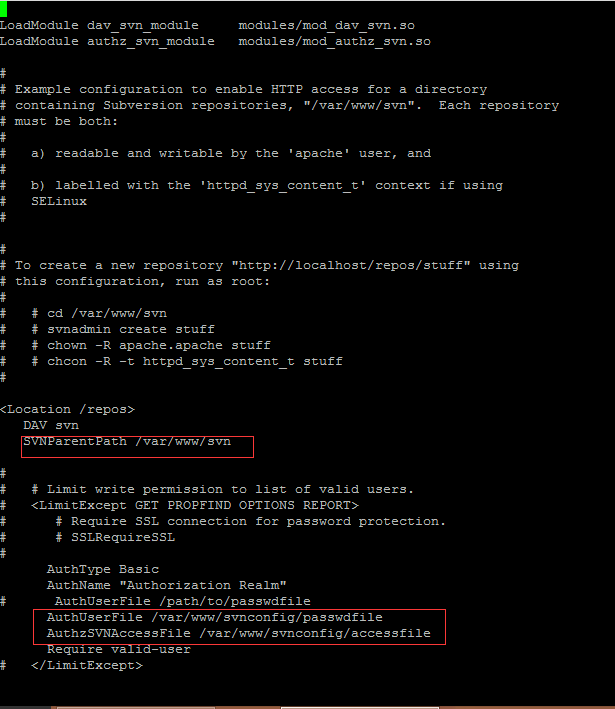 LoadModule dav_svn_module     modules/mod_dav_svn.so
LoadModule authz_svn_module   modules/mod_authz_svn.so
#
# Example configuration to enable HTTP access for a directory
# containing Subversion repositories, "/var/www/svn".  Each repository
# must be both:
#
#   a) readable and writable by the 'apache' user, and
#
#   b) labelled with the 'httpd_sys_content_t' context if using
#   SELinux
#
#
# To create a new repository "http://localhost/repos/stuff" using
# this configuration, run as root:
#
#   # cd /var/www/svn
#   # svnadmin create stuff
#   # chown -R apache.apache stuff
#   # chcon -R -t httpd_sys_content_t stuff
#
<Location /repos>
   DAV svn
   SVNParentPath /var/www/svn
#
#   # Limit write permission to list of valid users.
#   <LimitExcept GET PROPFIND OPTIONS REPORT>
#      # Require SSL connection for password protection.
#      # SSLRequireSSL
#
      AuthType Basic
      AuthName "Authorization Realm"
#      AuthUserFile /path/to/passwdfile
      AuthUserFile /var/www/svnconfig/passwdfile
      AuthzSVNAccessFile /var/www/svnconfig/accessfile
      Require valid-user
#   </LimitExcept>